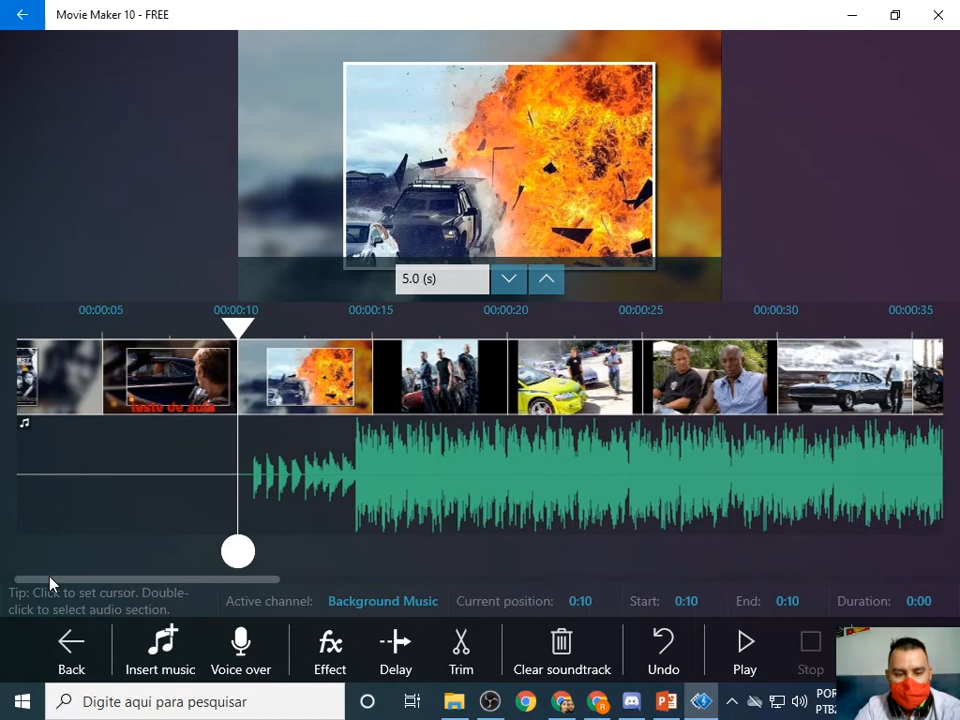 Movie Maker 10 - FREE
5.0 (s)
00:00:05 00:00:10 00:00:15 00:00:20 00:00:25 00:00:30 00:00:35
teste de aula
Tip: Click to set cursor. Double-
click to select audio section.
Active channel: Background Music Current position: 0:10 Start: 0:10 End: 0:10 Duration: 0:00
Back Insert music Voice over fx Effect Delay Trim Clear soundtrack Undo Play Stop
Digite aqui para pesquisar
POR
PTB2